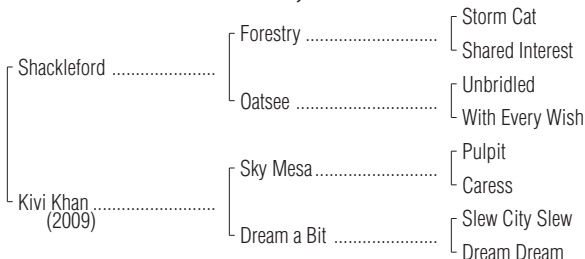 Storm Cat
Forestry ........................
Shared Interest
Shackleford ........................
Unbridled
Oatsee ........................
With Every Wish
Pulpit
Sky Mesa........................
Caress
Kivi Khan ........................
(2009)
Slew City Slew
Dream a Bit ........................
Dream Dream